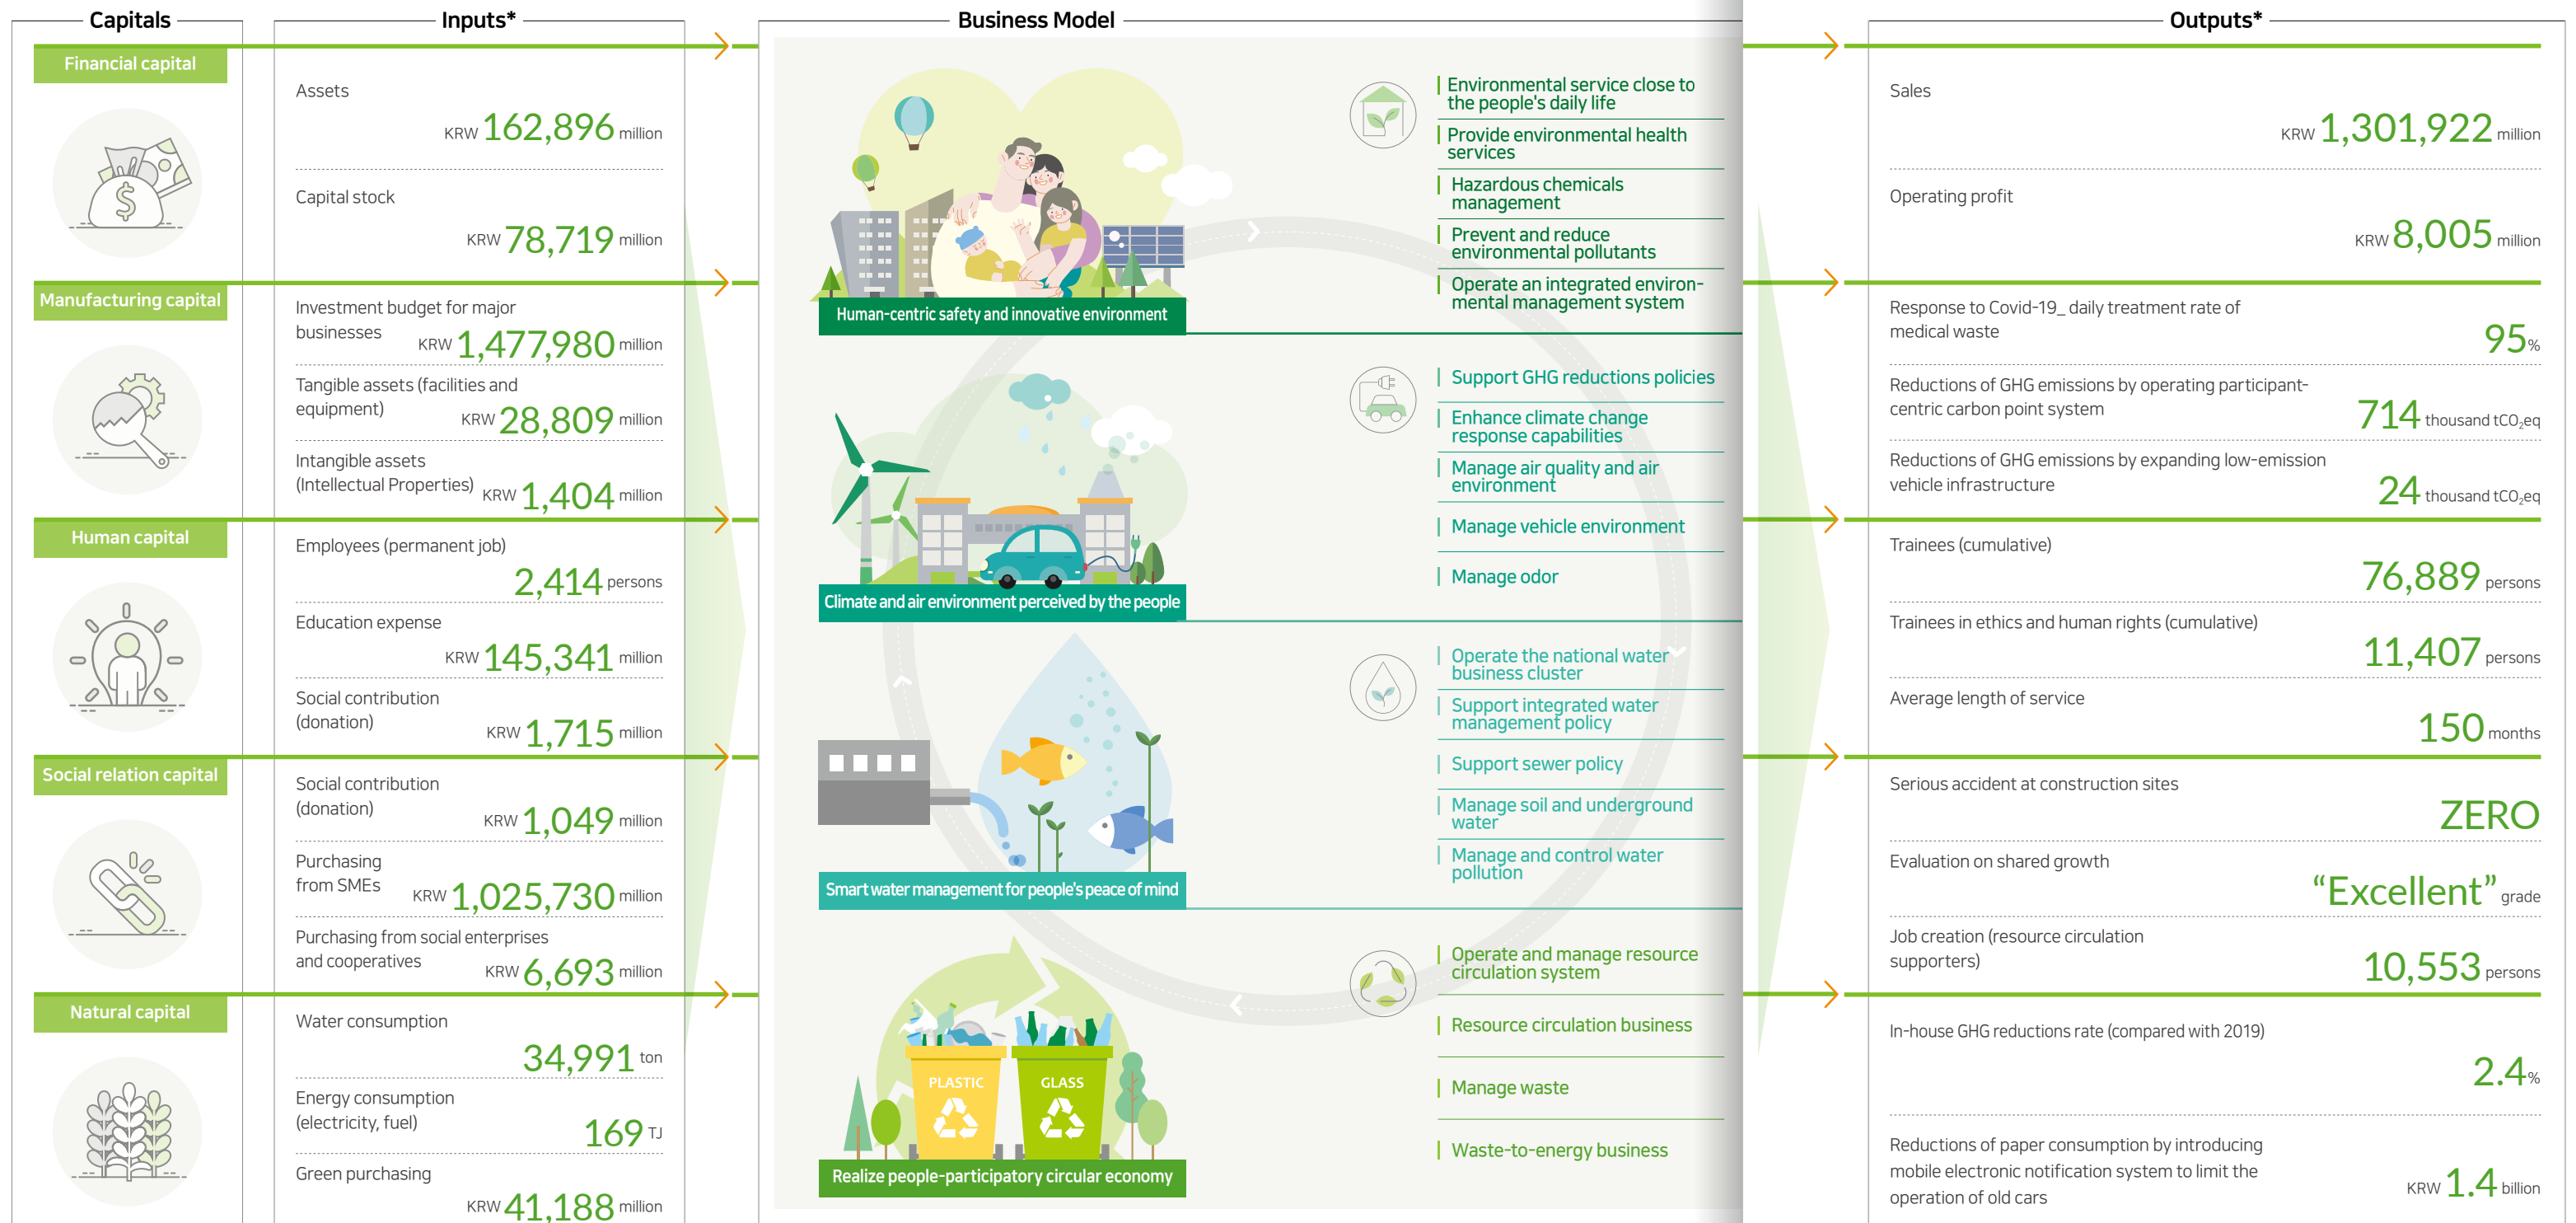 Capitals
Financial capital
Manufacturing capital
Human capital
Social relation capital
Natural capital
Inputs*
Assets
KRW 162,896 million
Capital stock
KRW 78,719 million
Investment budget for major
businesses
KRW 1,477,980 million
Tangible assets (facilities and
equipment)
KRW 28,809 million
Intangible assets
(Intellectual Properties)
KRW 1,404 million
Employees (permanent job)
2,414 persons
Education expense
KRW 145,341 million
Social contribution
(donation)
KRW 1,715 million
Social contribution
(donation)
KRW 1,049 million
Purchasing
from SMEs
KRW 1,025,730 million
Purchasing from social enterprises
and cooperatives
KRW 6,693 million
Water consumption
34,991 ton
Energy consumption
(electricity, fuel)
169 TJ
Green purchasing
KRW 41,188 million
Business Model
Human-centric safety and innovative environment
Environmental service close to
the people's daily life
Provide environmental health
services
Hazardous chemicals
management
Prevent and reduce
environmental pollutants
Operate an integrated environ-
mental management system
Climate and air environment perceived by the people
Support GHG reductions policies
Enhance climate change
response capabilities
Manage air quality and air
environment
Manage vehicle environment
Manage odor
Smart water management for people's peace of mind
Operate the national water
business cluster
Support integrated water
management policy
Support sewer policy
Manage soil and underground
water
Manage and control water
pollution
PLASTIC
GLASS
Realize people-participatory circular economy
Operate and manage resource
circulation system
Resource circulation business
Manage waste
Waste-to-energy business
Outputs*
Sales
KRW 1,301,922 million
Operating profit
KRW 8,005 million
Response to Covid-19_ daily treatment rate of
medical waste
95%
Reductions of GHG emissions by operating participant-
centric carbon point system
714 thousand tCO₂eq
Reductions of GHG emissions by expanding low-emission
vehicle infrastructure
24 thousand tCO₂eq
Trainees (cumulative)
76,889 persons
Trainees in ethics and human rights (cumulative)
11,407 persons
Average length of service
150 months
Serious accident at construction sites
ZERO
Evaluation on shared growth
“Excellent” grade
Job creation (resource circulation
supporters)
10,553 persons
In-house GHG reductions rate (compared with 2019)
2.4%
Reductions of paper consumption by introducing
mobile electronic notification system to limit the
operation of old cars
KRW 1.4 billion